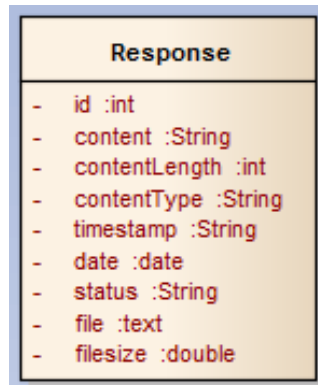 Response
- id :int
- content :String
- contentLength :int
- contentType :String
- timestamp :String
- date :date
- status :String
- file :text
- filesize :double